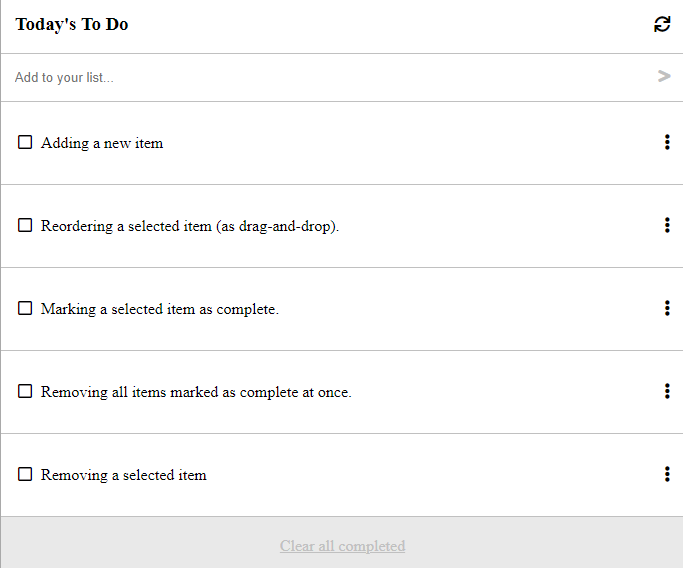 Today's To Do
Add to your list...
Adding a new item
Reordering a selected item (as drag-and-drop).
Marking a selected item as complete.
Removing all items marked as complete at once.
Removing a selected item
Clear all completed